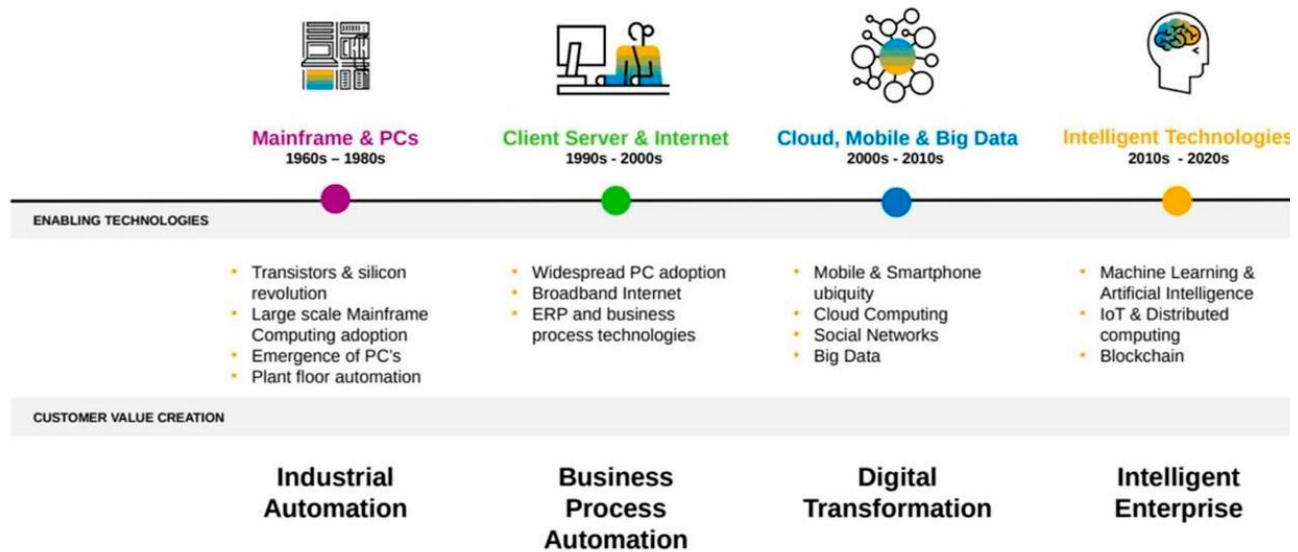 Mainframe & PCs
1960s – 1980s
Client Server & Internet
1990s - 2000s
Cloud, Mobile & Big Data
2000s - 2010s
Intelligent Technologies
2010s - 2020s
ENABLING TECHNOLOGIES
• Transistors & silicon
revolution
• Large scale Mainframe
Computing adoption
• Emergence of PC's
• Plant floor automation
• Widespread PC adoption
• Broadband Internet
• ERP and business
process technologies
• Mobile & Smartphone
ubiquity
• Cloud Computing
• Social Networks
• Big Data
• Machine Learning &
Artificial Intelligence
• IoT & Distributed
computing
• Blockchain
CUSTOMER VALUE CREATION
Industrial
Automation
Business
Process
Automation
Digital
Transformation
Intelligent
Enterprise